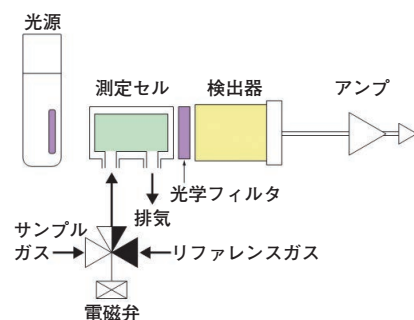 光源
測定セル
検出器
アンプ
光学フィルタ
排気
サンプル
ガス
リファレンスガス
電磁弁